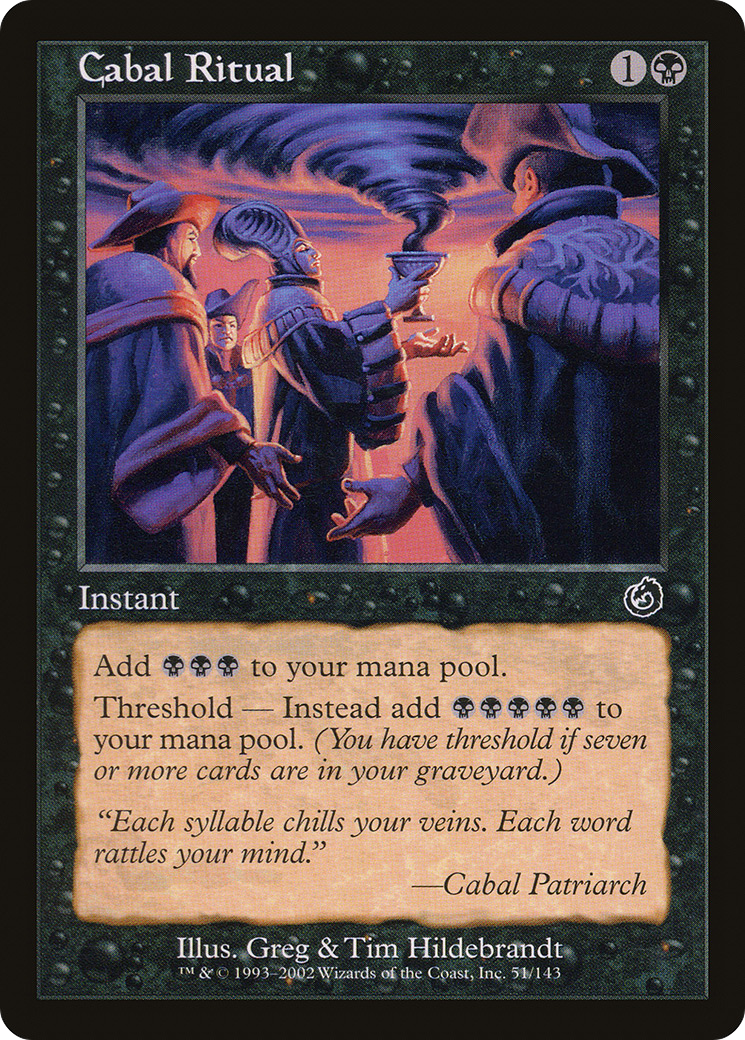 Cabal Ritual 1
Instant
Add to your mana pool.
Threshold — Instead add to
your mana pool. (You have threshold if seven
or more cards are in your graveyard.)
“Each syllable chills your veins. Each word
rattles your mind.”
—Cabal Patriarch
Illus. Greg & Tim Hildebrandt
™ & © 1993–2002 Wizards of the Coast, Inc. 51/143